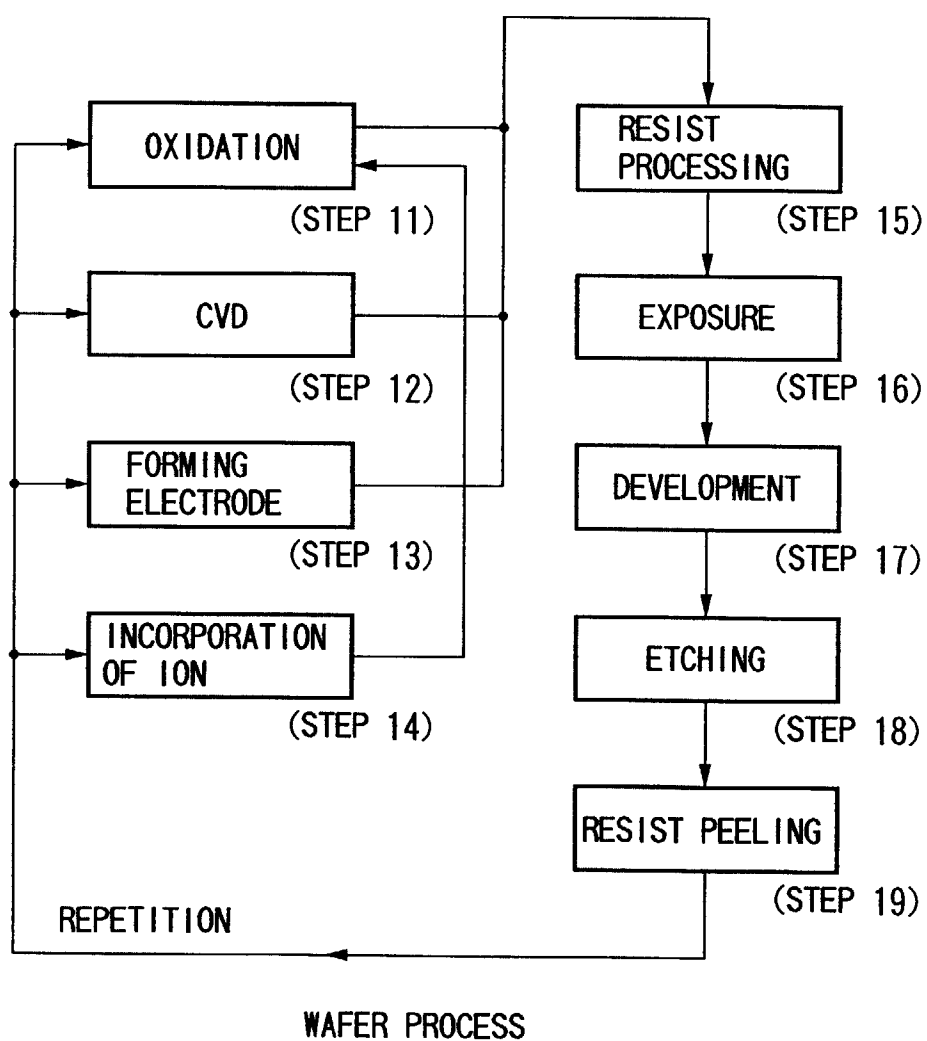 OXIDATION
(STEP 11)
CVD
(STEP 12)
FORMING
ELECTRODE
(STEP 13)
INCORPORATION
OF ION
(STEP 14)
RESIST
PROCESSING
(STEP 15)
EXPOSURE
(STEP 16)
DEVELOPMENT
(STEP 17)
ETCHING
(STEP 18)
RESIST PEELING
(STEP 19)
REPETITION
WAFER PROCESS